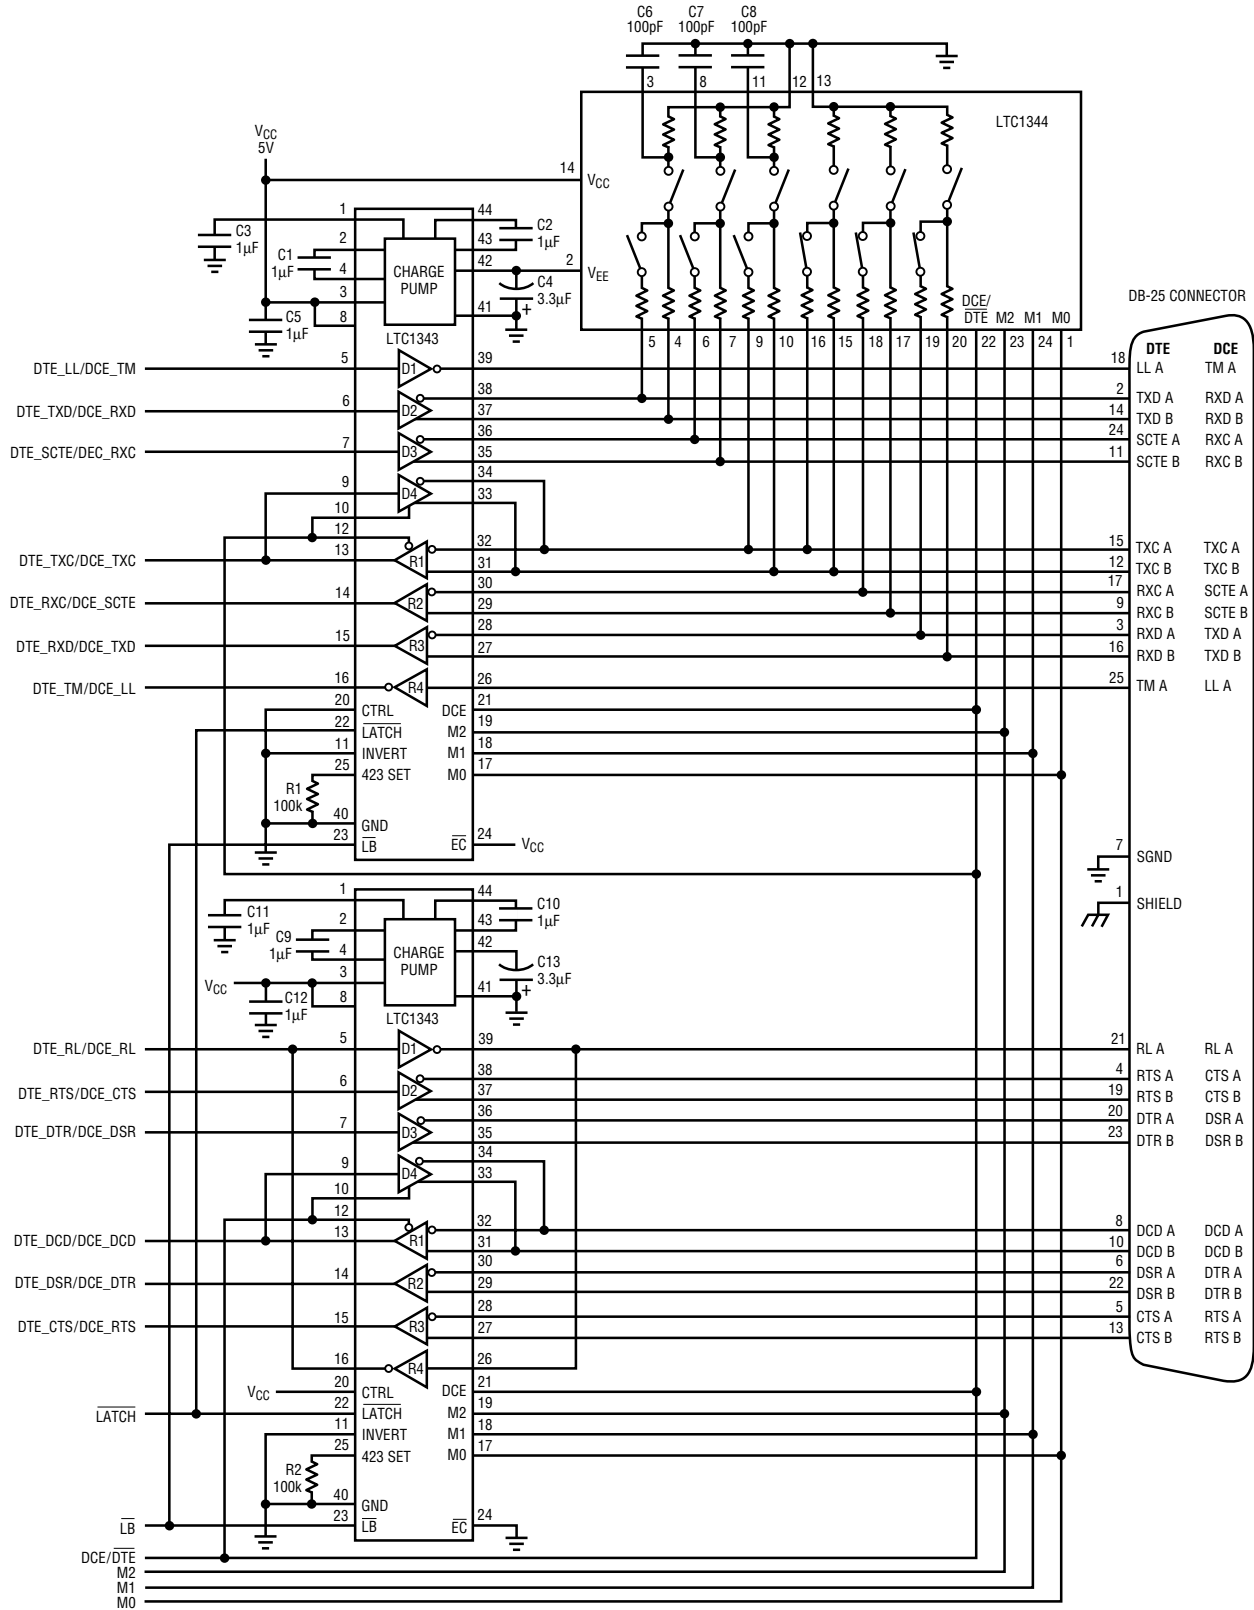 C6 C7 C8
100pF 100pF 100pF
3 8 11 12 13
LTC1344
VCC
5V
14 VCC
1 44
C3
1µF
2 43
C2
1µF
C1
1µF
4 42
CHARGE
PUMP
2 VEE
C4
3.3µF
+
3
8 41
C5
1µF
LTC1343
DCE/
DTE M2 M1 M0
5 4 6 7 9 10 16 15 18 17 19 20 22 23 24 1
DB-25 CONNECTOR
DTE DCE
DTE_LL/DCE_TM 5 D1 39 18 LL A TM A
DTE_TXD/DCE_RXD 6 D2 38 2 TXD A RXD A
37 14 TXD B RXD B
DTE_SCTE/DEC_RXC 7 D3 36 24 SCTE A RXC A
35 11 SCTE B RXC B
9 D4 34
10 33
12
DTE_TXC/DCE_TXC 13 R1 32 15 TXC A TXC A
31 12 TXC B TXC B
DTE_RXC/DCE_SCTE 14 R2 30 17 RXC A SCTE A
29 9 RXC B SCTE B
DTE_RXD/DCE_TXD 15 R3 28 3 RXD A TXD A
27 16 RXD B TXD B
DTE_TM/DCE_LL 16 R4 26 25 TM A LL A
20 CTRL DCE 21
22 LATCH M2 19
11 INVERT M1 18
25 423 SET M0 17
R1
100k
40 GND
23 LB EC 24 VCC
7 SGND
1 SHIELD
1 44
C11
1µF
2 43
C10
1µF
C9
1µF
4 42
CHARGE
PUMP
C13
3.3µF
+
VCC 3
8 41
C12
1µF
LTC1343
DTE_RL/DCE_RL 5 D1 39 21 RL A RL A
DTE_RTS/DCE_CTS 6 D2 38 4 RTS A CTS A
37 19 RTS B CTS B
DTE_DTR/DCE_DSR 7 D3 36 20 DTR A DSR A
35 23 DTR B DSR B
9 D4 34
10 33
12
DTE_DCD/DCE_DCD 13 R1 32 8 DCD A DCD A
31 10 DCD B DCD B
DTE_DSR/DCE_DTR 14 R2 30 6 DSR A DTR A
29 22 DSR B DTR B
DTE_CTS/DCE_RTS 15 R3 28 5 CTS A RTS A
27 13 CTS B RTS B
16 R4 26
VCC 20 CTRL DCE 21
LATCH 22 LATCH M2 19
11 INVERT M1 18
25 423 SET M0 17
R2
100k
40 GND
LB 23 LB EC 24
DCE/DTE
M2
M1
M0